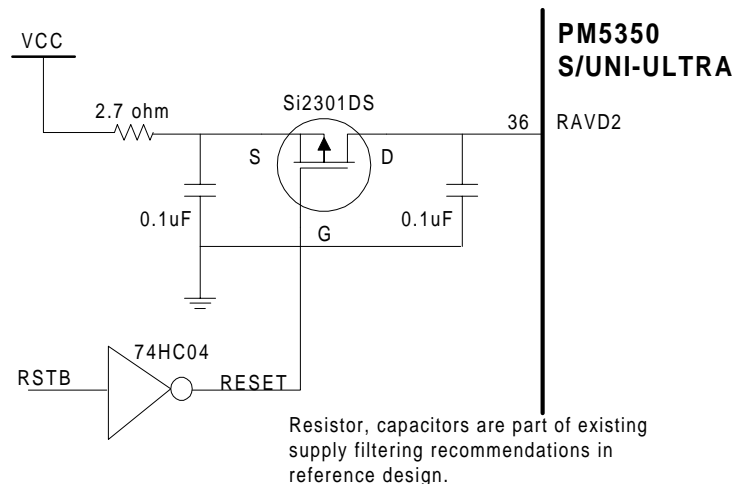 VCC
PM5350
S/UNI-ULTRA
2.7 ohm
Si2301DS
36
RAVD2
S
D
0.1uF
G
0.1uF
74HC04
RSTB
RESET
Resistor, capacitors are part of existing
supply filtering recommendations in
reference design.